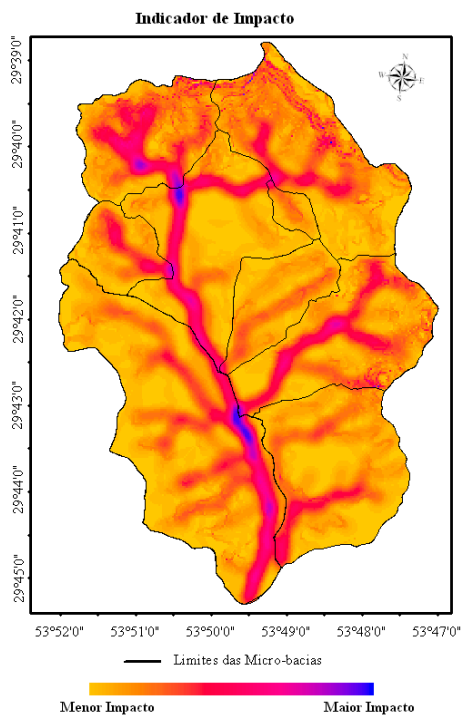 Indicador de Impacto
N
W E
S
29°39'0"
29°40'0"
29°41'0"
29°42'0"
29°43'0"
29°44'0"
29°45'0"
53°52'0" 53°51'0" 53°50'0" 53°49'0" 53°48'0" 53°47'0"
Limites das Micro-bacias
Menor Impacto Maior Impacto